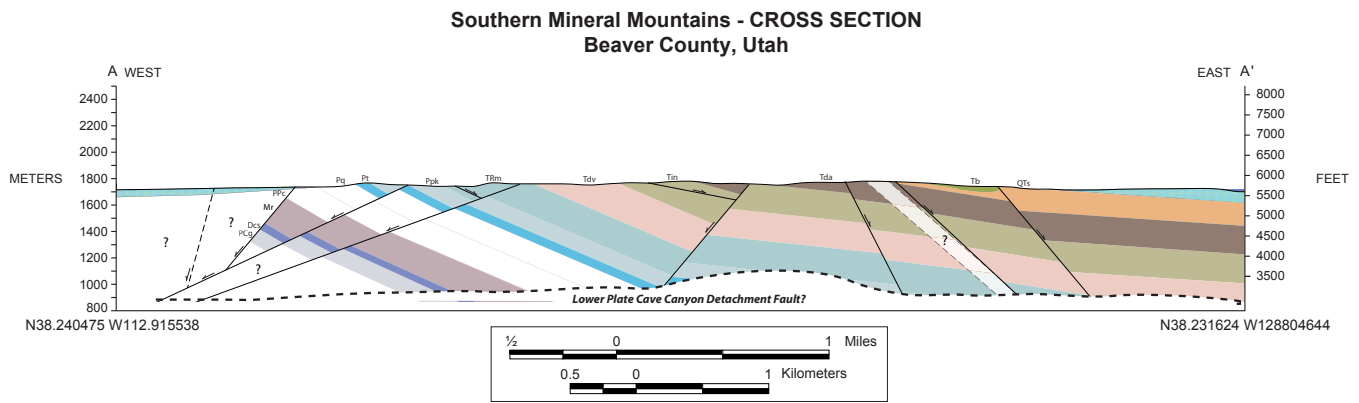 Southern Mineral Mountains - CROSS SECTION
Beaver County, Utah
A WEST
EAST A'
2400
2200
2000
METERS
1800
1600
1400
1200
1000
800
8000
7500
7000
6500
6000
FEET
5500
5000
4500
4000
3500
PPc
Pq
Pt
Ppk
TRm
Tdv
Tin
Tda
Tb
QTs
Mr
Dcs
PCg
?
?
?
?
Lower Plate Cave Canyon Detachment Fault?
N38.240475 W112.915538
N38.231624 W128804644
½ 0 1 Miles
0.5 0 1 Kilometers